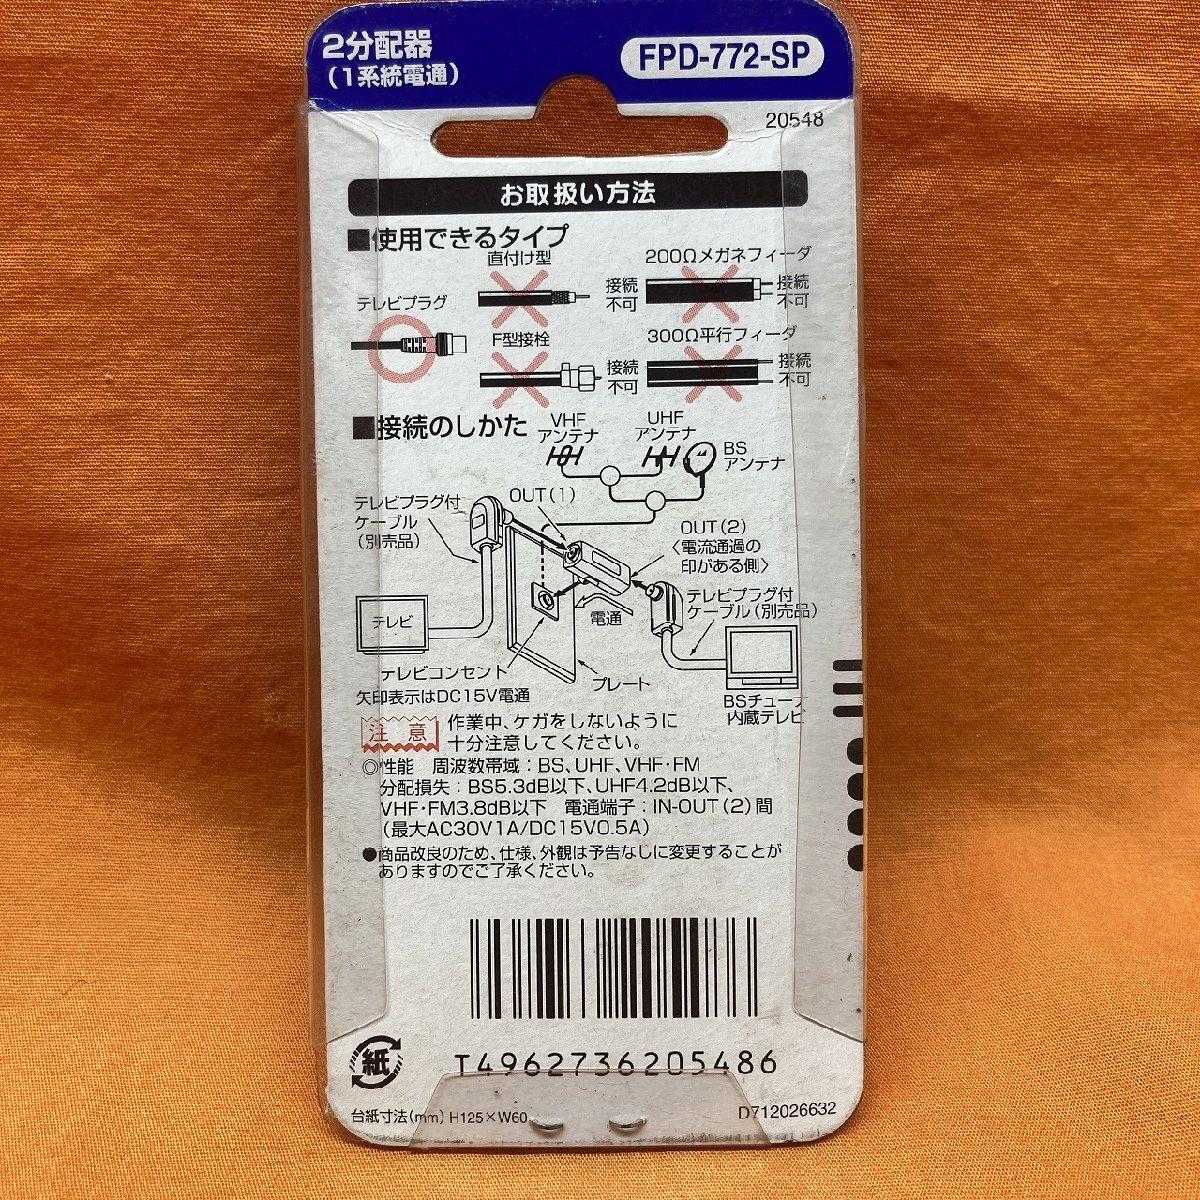 2分配器
(1系統電通)
FPD-772-SP
20548
お取扱い方法
■使用できるタイプ
テレビプラグ
直付け型
接続
不可
200Ωメガネフィーダ
接続
不可
F型接栓
接続
不可
300Ω平行フィーダ
接続
不可
■接続のしかた
VHF
アンテナ
UHF
アンテナ
BS
アンテナ
テレビプラグ付
ケーブル
(別売品)
OUT(1)
OUT(2)
〈電流通過の
印がある側〉
テレビプラグ付
ケーブル(別売品)
電通
テレビ
テレビコンセント
プレート
矢印表示はDC15V電通
BSチューナ
内蔵テレビ
注意
作業中、ケガをしないように
十分注意してください。
◎性能 周波数帯域:BS、UHF、VHF・FM
分配損失:BS5.3dB以下、UHF4.2dB以下、
VHF・FM3.8dB以下 電通端子:IN-OUT(2)間
(最大AC30V1A/DC15V0.5A)
●商品改良のため、仕様、外観は予告なしに変更することが
ありますのでご了承ください。
紙
T4962736205486
台紙寸法(mm) H125×W60
D712026632